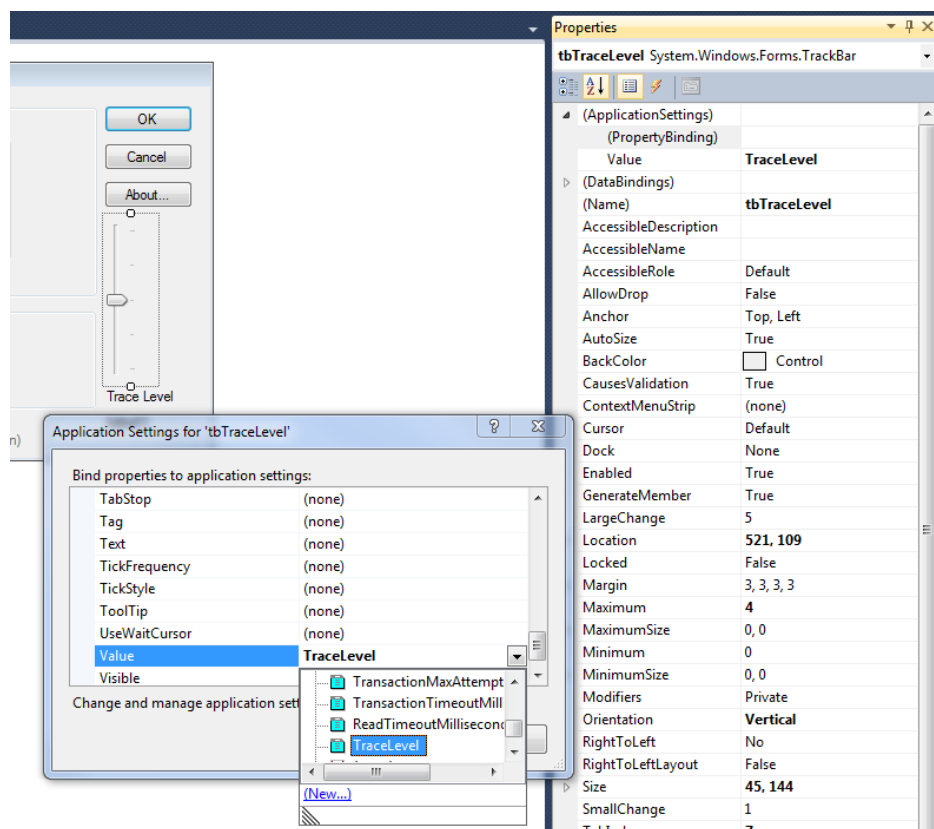 Properties
tbTraceLevel System.Windows.Forms.TrackBar
OK
Cancel
About...
Trace Level
n)
(ApplicationSettings)
(PropertyBinding)
Value TraceLevel
(DataBindings)
(Name) tbTraceLevel
AccessibleDescription
AccessibleName
AccessibleRole Default
AllowDrop False
Anchor Top, Left
AutoSize True
BackColor Control
CausesValidation True
ContextMenuStrip (none)
Cursor Default
Dock None
Enabled True
GenerateMember True
LargeChange 5
Location 521, 109
Locked False
Margin 3, 3, 3, 3
Maximum 4
MaximumSize 0, 0
Minimum 0
MinimumSize 0, 0
Modifiers Private
Orientation Vertical
RightToLeft No
RightToLeftLayout False
Size 45, 144
SmallChange 1
Application Settings for 'tbTraceLevel'
Bind properties to application settings:
TabStop (none)
Tag (none)
Text (none)
TickFrequency (none)
TickStyle (none)
ToolTip (none)
UseWaitCursor (none)
Value TraceLevel
Visible
Change and manage application sett
TransactionMaxAttempt
TransactionTimeoutMill
ReadTimeoutMillisecond
TraceLevel
(New...)